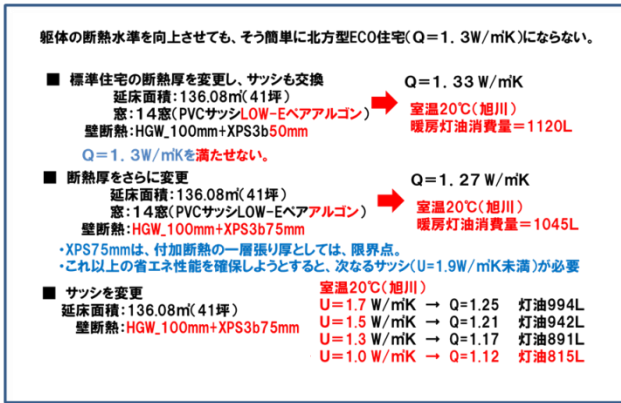 躯体の断熱水準を向上させても、そう簡単に北方型ECO住宅(Q=1.3W/㎡K)にならない。
■ 標準住宅の断熱厚を変更し、サッシも交換
延床面積:136.08㎡(41坪)
窓:14窓(PVCサッシLOW-Eペアアルゴン)
壁断熱:HGW_100mm+XPS3b50mm
Q=1.3W/㎡Kを満たせない。
Q=1.33W/㎡K
室温20℃(旭川)
暖房灯油消費量=1120L
■ 断熱厚をさらに変更
延床面積:136.08㎡(41坪)
窓:14窓(PVCサッシLOW-Eペアアルゴン)
壁断熱:HGW_100mm+XPS3b75mm
Q=1.27W/㎡K
室温20℃(旭川)
暖房灯油消費量=1045L
・XPS75mmは、付加断熱の一層張り厚としては、限界点。
・これ以上の省エネ性能を確保しようとすると、次なるサッシ(U=1.9W/㎡K未満)が必要
■ サッシを変更
延床面積:136.08㎡(41坪)
壁断熱:HGW_100mm+XPS3b75mm
室温20℃(旭川)
U=1.7 W/㎡K → Q=1.25 灯油994L
U=1.5 W/㎡K → Q=1.21 灯油942L
U=1.3 W/㎡K → Q=1.17 灯油891L
U=1.0 W/㎡K → Q=1.12 灯油815L